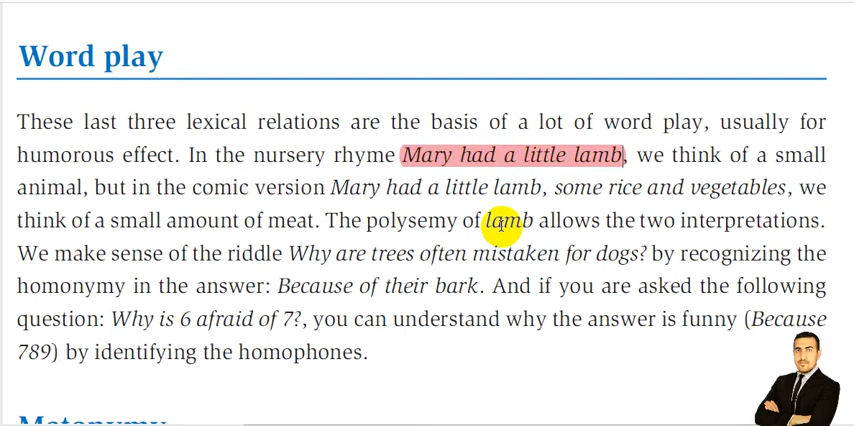 Word play
These last three lexical relations are the basis of a lot of word play, usually for
humorous effect. In the nursery rhyme Mary had a little lamb, we think of a small
animal, but in the comic version Mary had a little lamb, some rice and vegetables, we
think of a small amount of meat. The polysemy of lamb allows the two interpretations.
We make sense of the riddle Why are trees often mistaken for dogs? by recognizing the
homonymy in the answer: Because of their bark. And if you are asked the following
question: Why is 6 afraid of 7?, you can understand why the answer is funny (Because
789) by identifying the homophones.
Metonymy